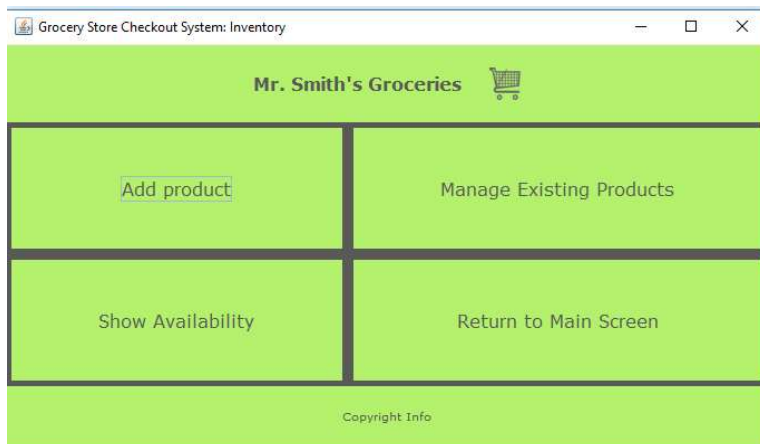 Grocery Store Checkout System: Inventory
Mr. Smith's Groceries
Add product
Manage Existing Products
Show Availability
Return to Main Screen
Copyright Info